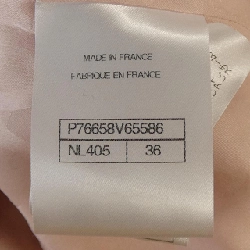 MADE IN FRANCE
FABRIQUE EN FRANCE
P76658V65586
NL405 36